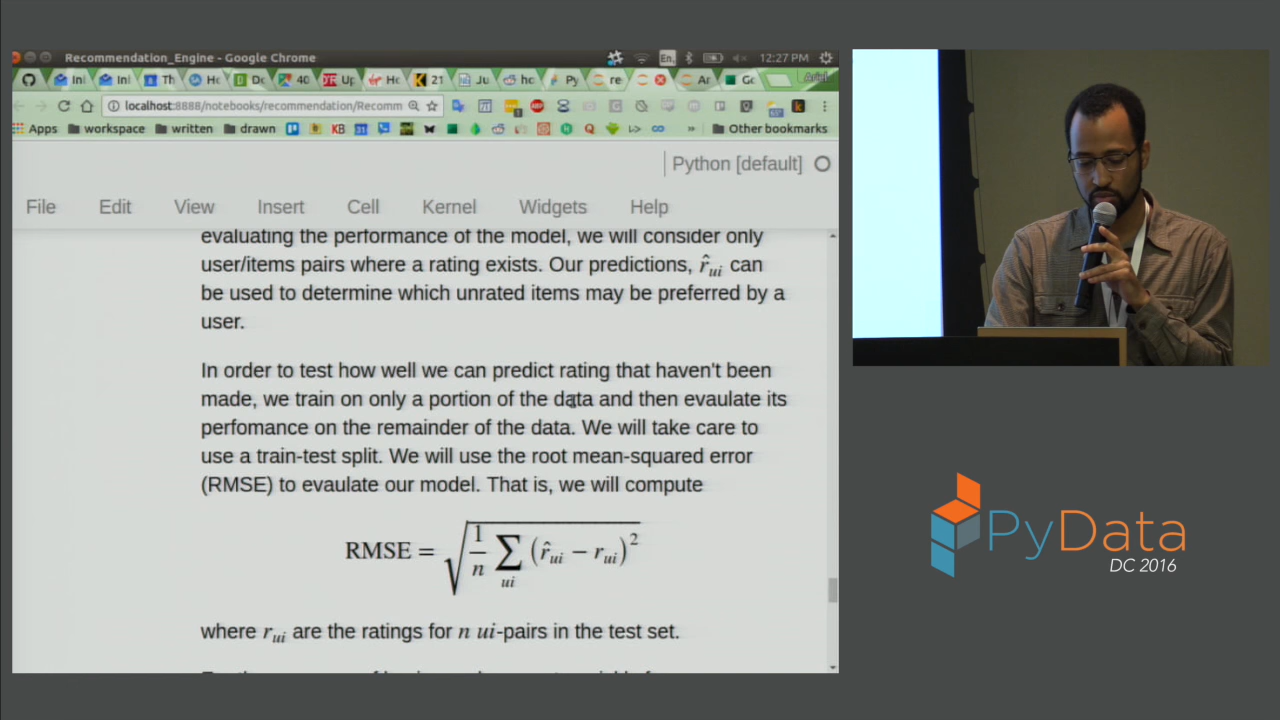 Recommendation_Engine - Google Chrome
En
12:27 PM
localhost:8888/notebooks/recommendation/Recomm
Apps workspace written drawn KB Other bookmarks
Python [default]
File Edit View Insert Cell Kernel Widgets Help
evaluating the performance of the model, we will consider only
user/items pairs where a rating exists. Our predictions, r̂ui can
be used to determine which unrated items may be preferred by a
user.
In order to test how well we can predict rating that haven't been
made, we train on only a portion of the data and then evaulate its
perfomance on the remainder of the data. We will take care to
use a train-test split. We will use the root mean-squared error
(RMSE) to evaulate our model. That is, we will compute
RMSE = √ 1/n ∑ui (r̂ui − rui)²
where rui are the ratings for n ui-pairs in the test set.
PyData
DC 2016